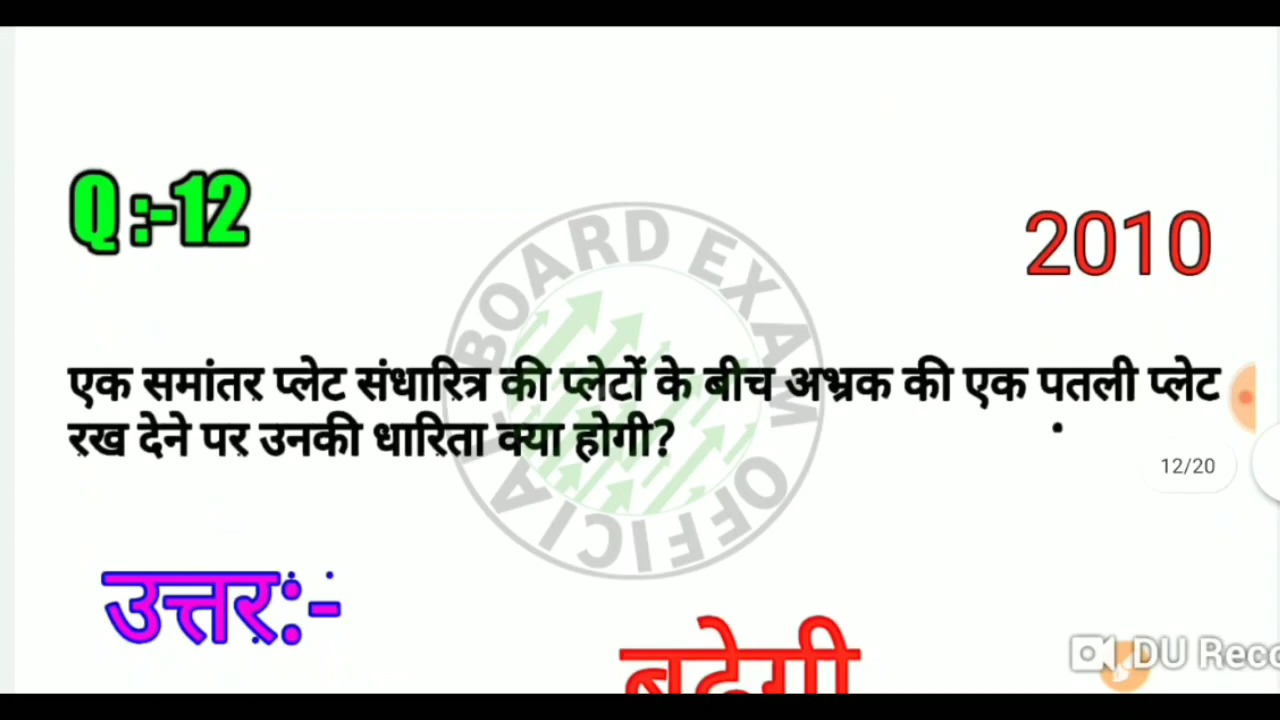 Q :-12
2010
BOARD EXAM OFFICIAL
एक समांतर प्लेट संधारित्र की प्लेटों के बीच अभ्रक की एक पतली प्लेट
रख देने पर उनकी धारिता क्या होगी?
12/20
उत्तर:-
बढ़ेगी
DU Reco